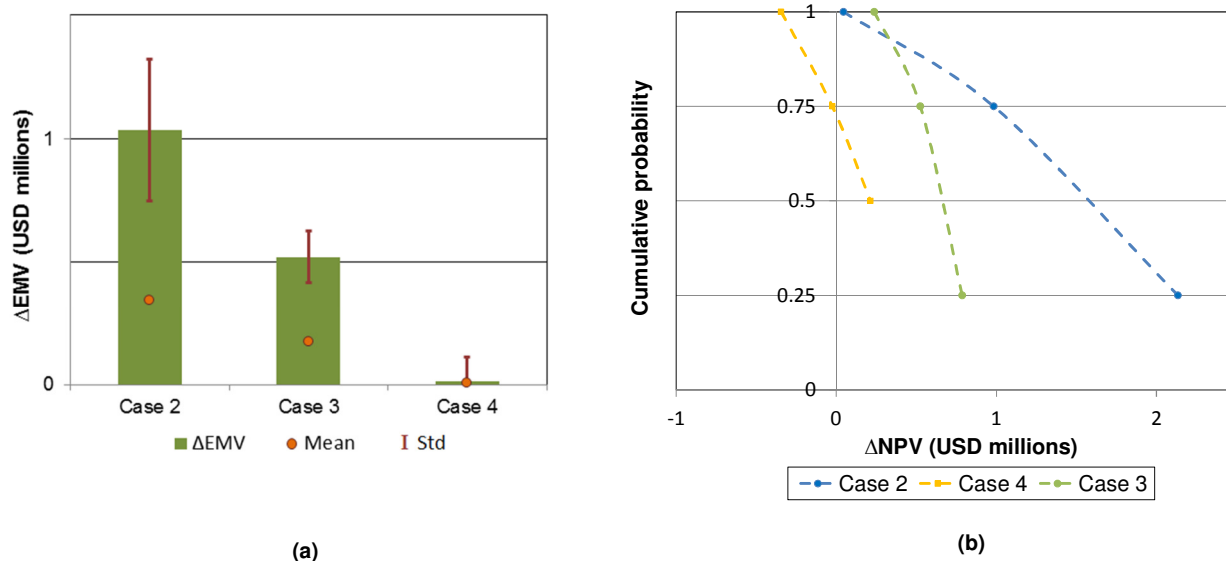 1
0
ΔEMV (USD millions)
Case 2
Case 3
Case 4
ΔEMV
Mean
Std
(a)
1
0.75
0.5
0.25
0
Cumulative probability
-1
0
1
2
ΔNPV (USD millions)
Case 2
Case 4
Case 3
(b)